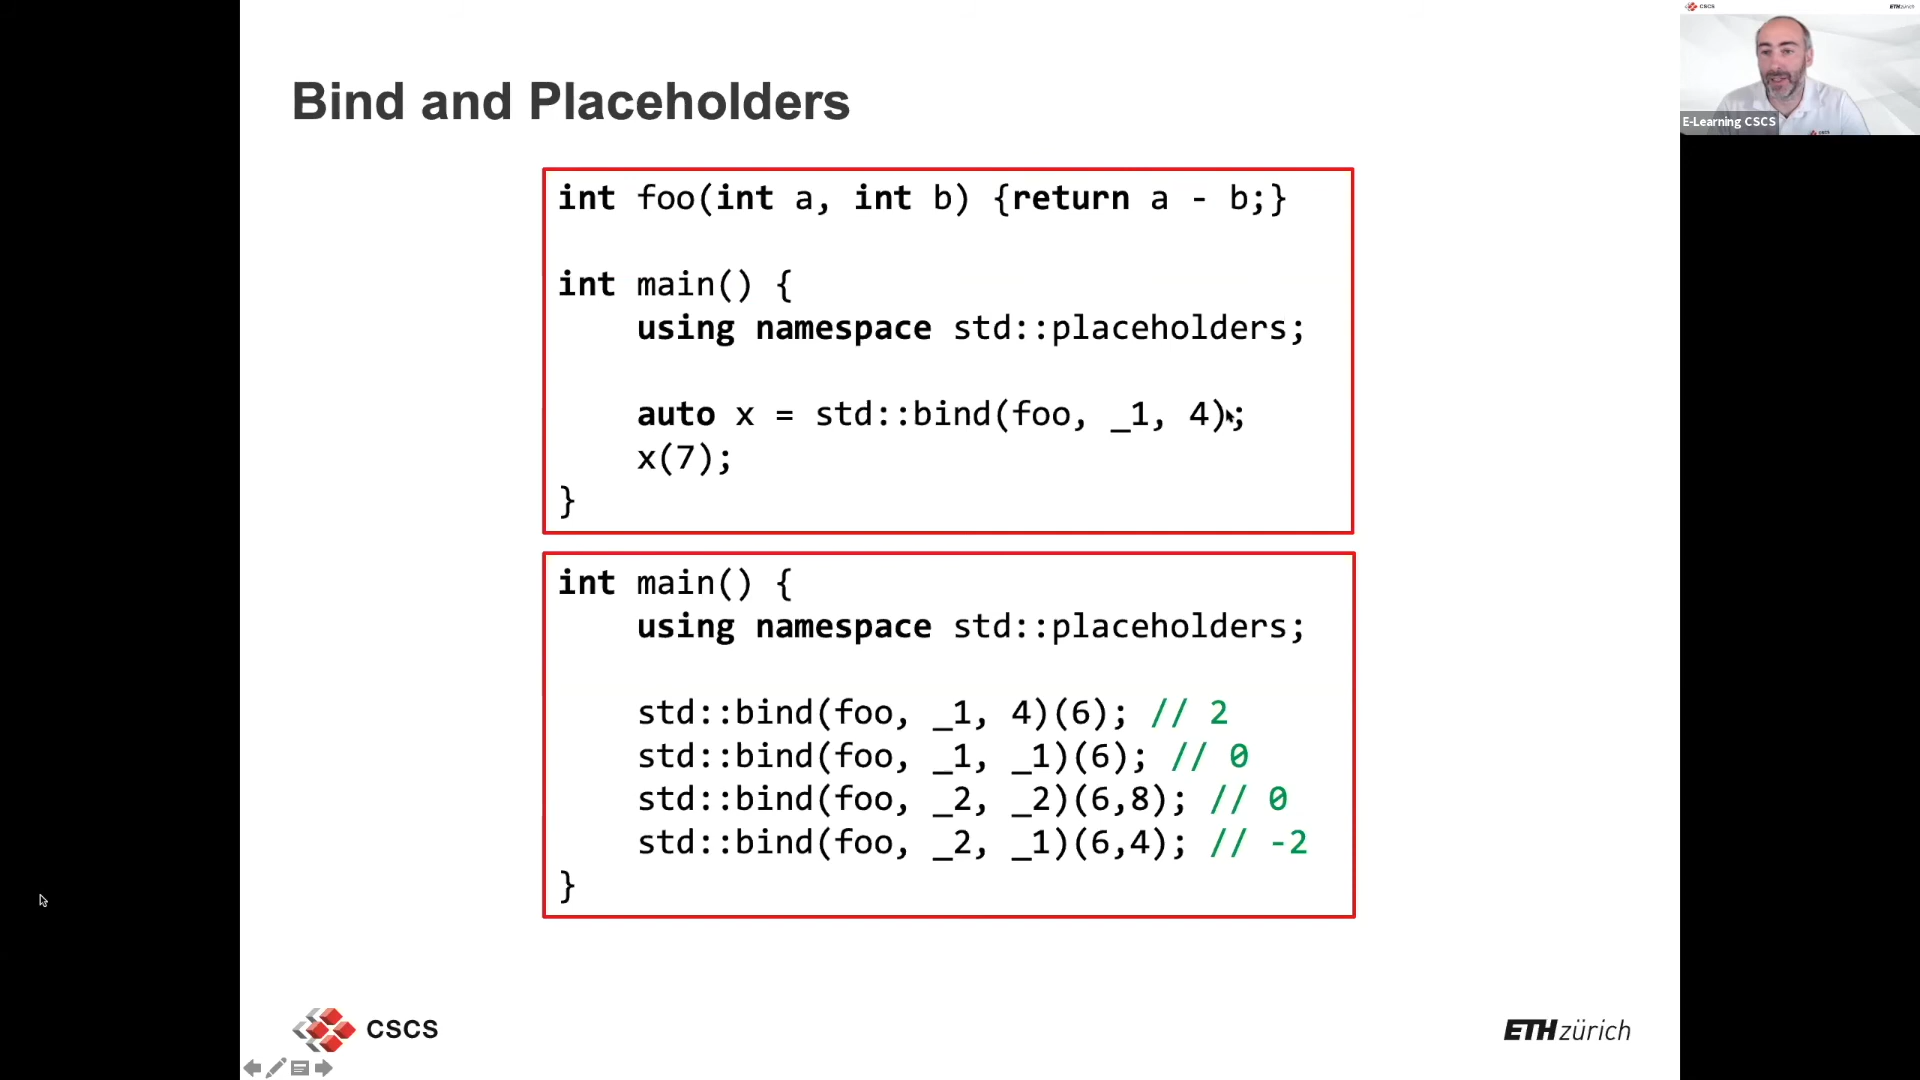 CSCS
ETHzürich
E-Learning CSCS
Bind and Placeholders
int foo(int a, int b) {return a - b;}
int main() {
using namespace std::placeholders;
auto x = std::bind(foo, _1, 4);
x(7);
}
int main() {
using namespace std::placeholders;
std::bind(foo, _1, 4)(6); // 2
std::bind(foo, _1, _1)(6); // 0
std::bind(foo, _2, _2)(6,8); // 0
std::bind(foo, _2, _1)(6,4); // -2
}
CSCS
ETHzürich